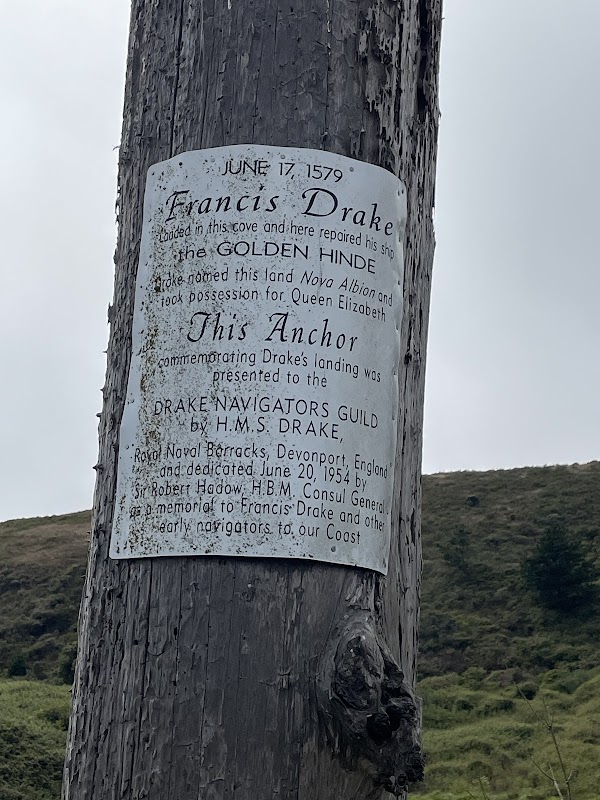 JUNE 17, 1579
Francis Drake
landed in this cove and here repaired his ship
the GOLDEN HINDE
Drake named this land Nova Albion and
took possession for Queen Elizabeth
This Anchor
commemorating Drake's landing was
presented to the
DRAKE NAVIGATORS GUILD
by H.M.S. DRAKE,
Royal Naval Barracks, Devonport, England
and dedicated June 20, 1954 by
Sir Robert Hadow, H.B.M. Consul General
as a memorial to Francis Drake and other
early navigators to our Coast